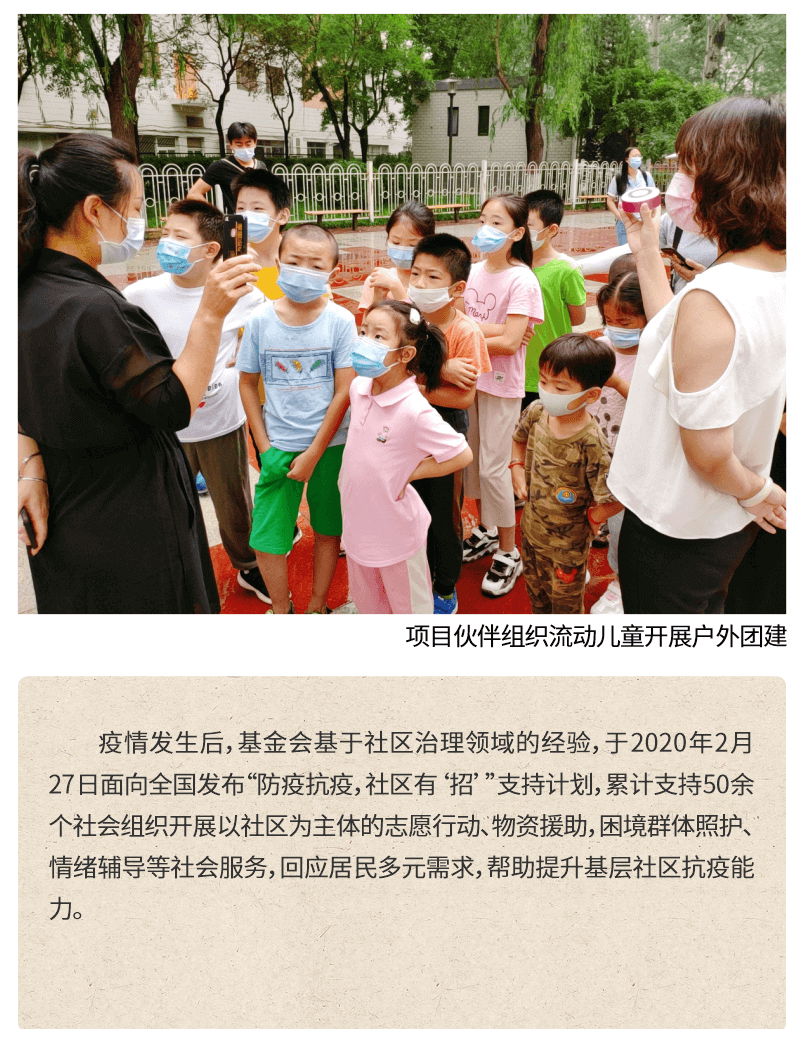 项目伙伴组织流动儿童开展户外团建
疫情发生后，基金会基于社区治理领域的经验，于2020年2月
27日面向全国发布“防疫抗疫，社区有‘招’”支持计划，累计支持50余
个社会组织开展以社区为主体的志愿行动、物资援助，困境群体照护、
情绪辅导等社会服务，回应居民多元需求，帮助提升基层社区抗疫能
力。